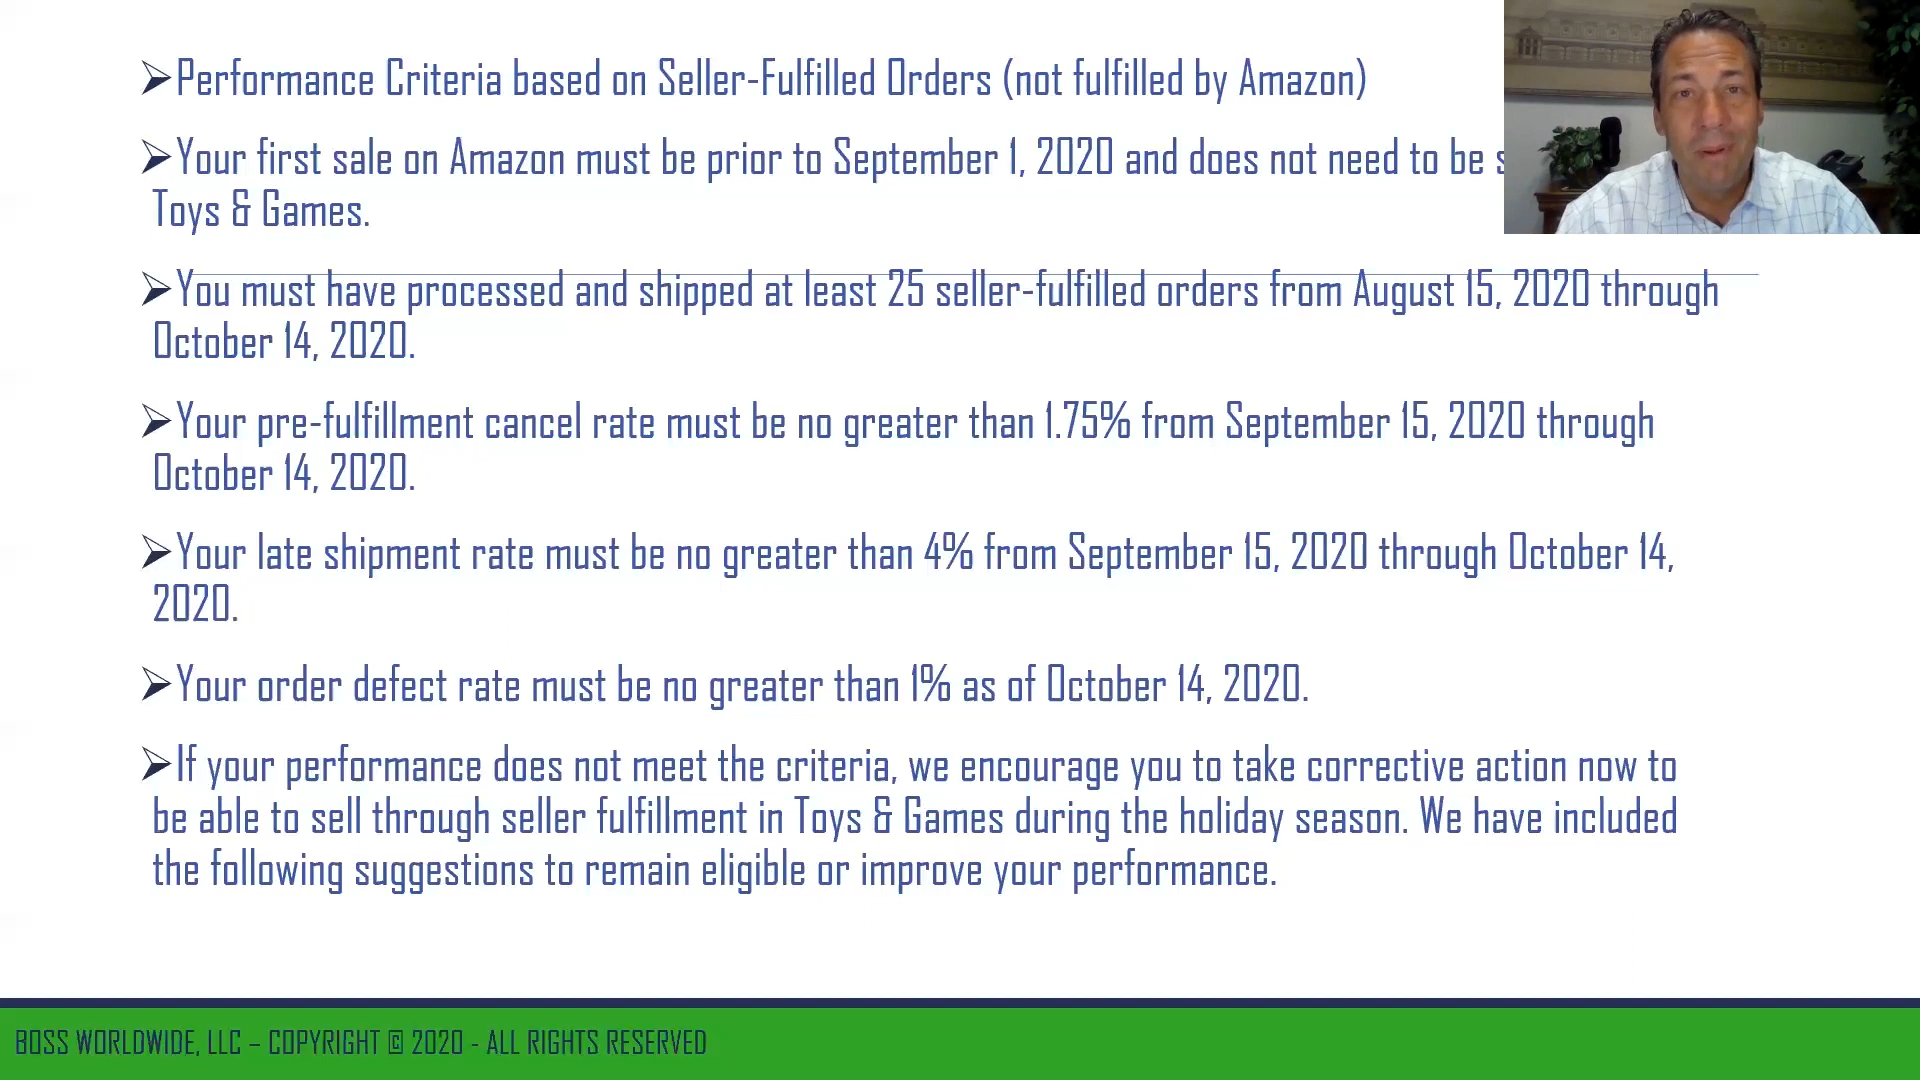 Performance Criteria based on Seller-Fulfilled Orders (not fulfilled by Amazon)
Your first sale on Amazon must be prior to September 1, 2020 and does not need to be
Toys & Games.
You must have processed and shipped at least 25 seller-fulfilled orders from August 15, 2020 through
October 14, 2020.
Your pre-fulfillment cancel rate must be no greater than 1.75% from September 15, 2020 through
October 14, 2020.
Your late shipment rate must be no greater than 4% from September 15, 2020 through October 14,
2020.
Your order defect rate must be no greater than 1% as of October 14, 2020.
If your performance does not meet the criteria, we encourage you to take corrective action now to
be able to sell through seller fulfillment in Toys & Games during the holiday season. We have included
the following suggestions to remain eligible or improve your performance.
BOSS WORLDWIDE, LLC – COPYRIGHT © 2020 - ALL RIGHTS RESERVED